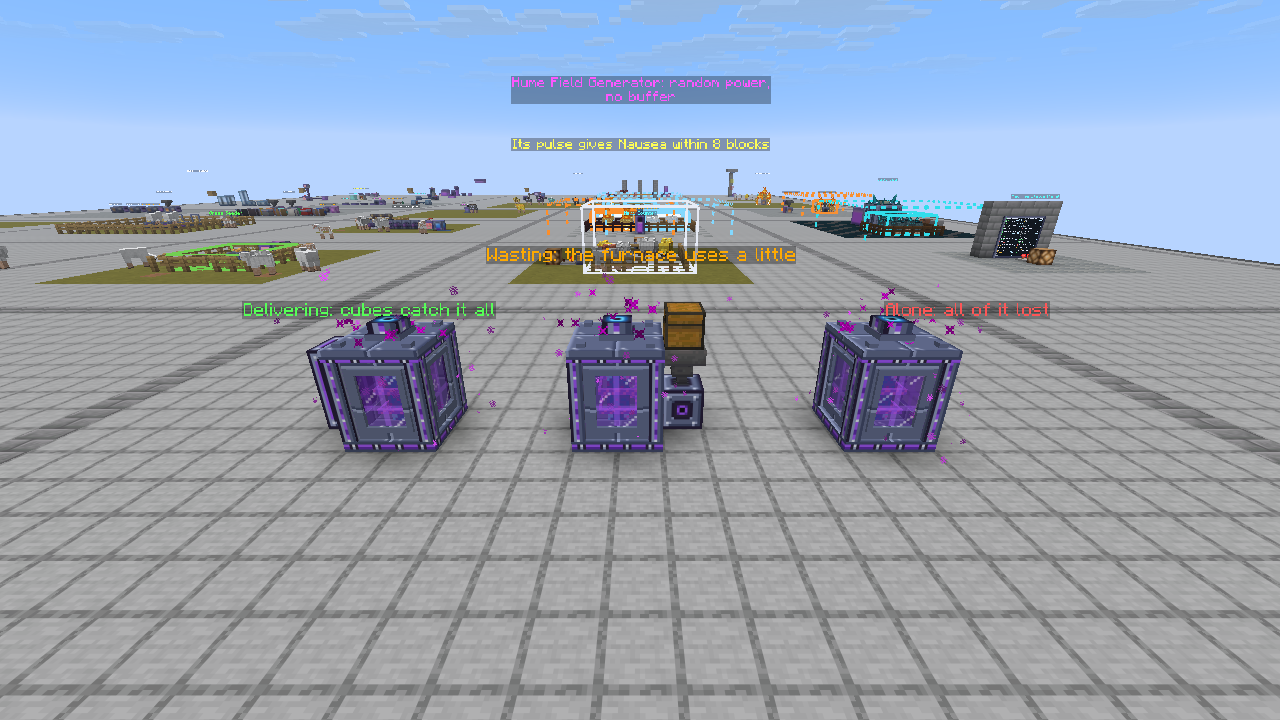 Hume Field Generator: random power,
no buffer
Its pulse gives Nausea within 8 blocks
Wasting: the furnace uses a little
Delivering: cubes catch it all
Alone: all of it lost